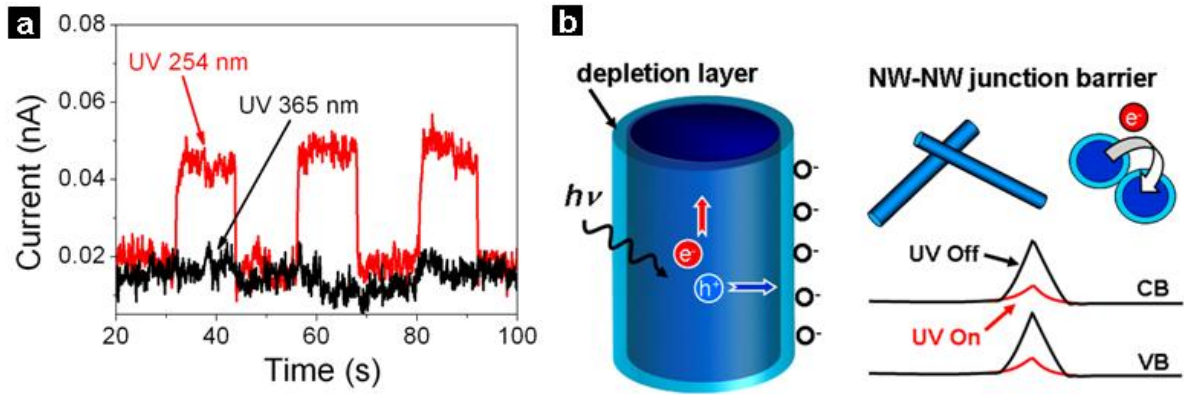 a
0.08
0.06
0.04
0.02
Current (nA)
UV 254 nm
UV 365 nm
20
40
60
80
100
Time (s)
b
depletion layer
hν
e-
h+
O-
O-
O-
O-
O-
NW-NW junction barrier
e-
UV Off
CB
UV On
VB